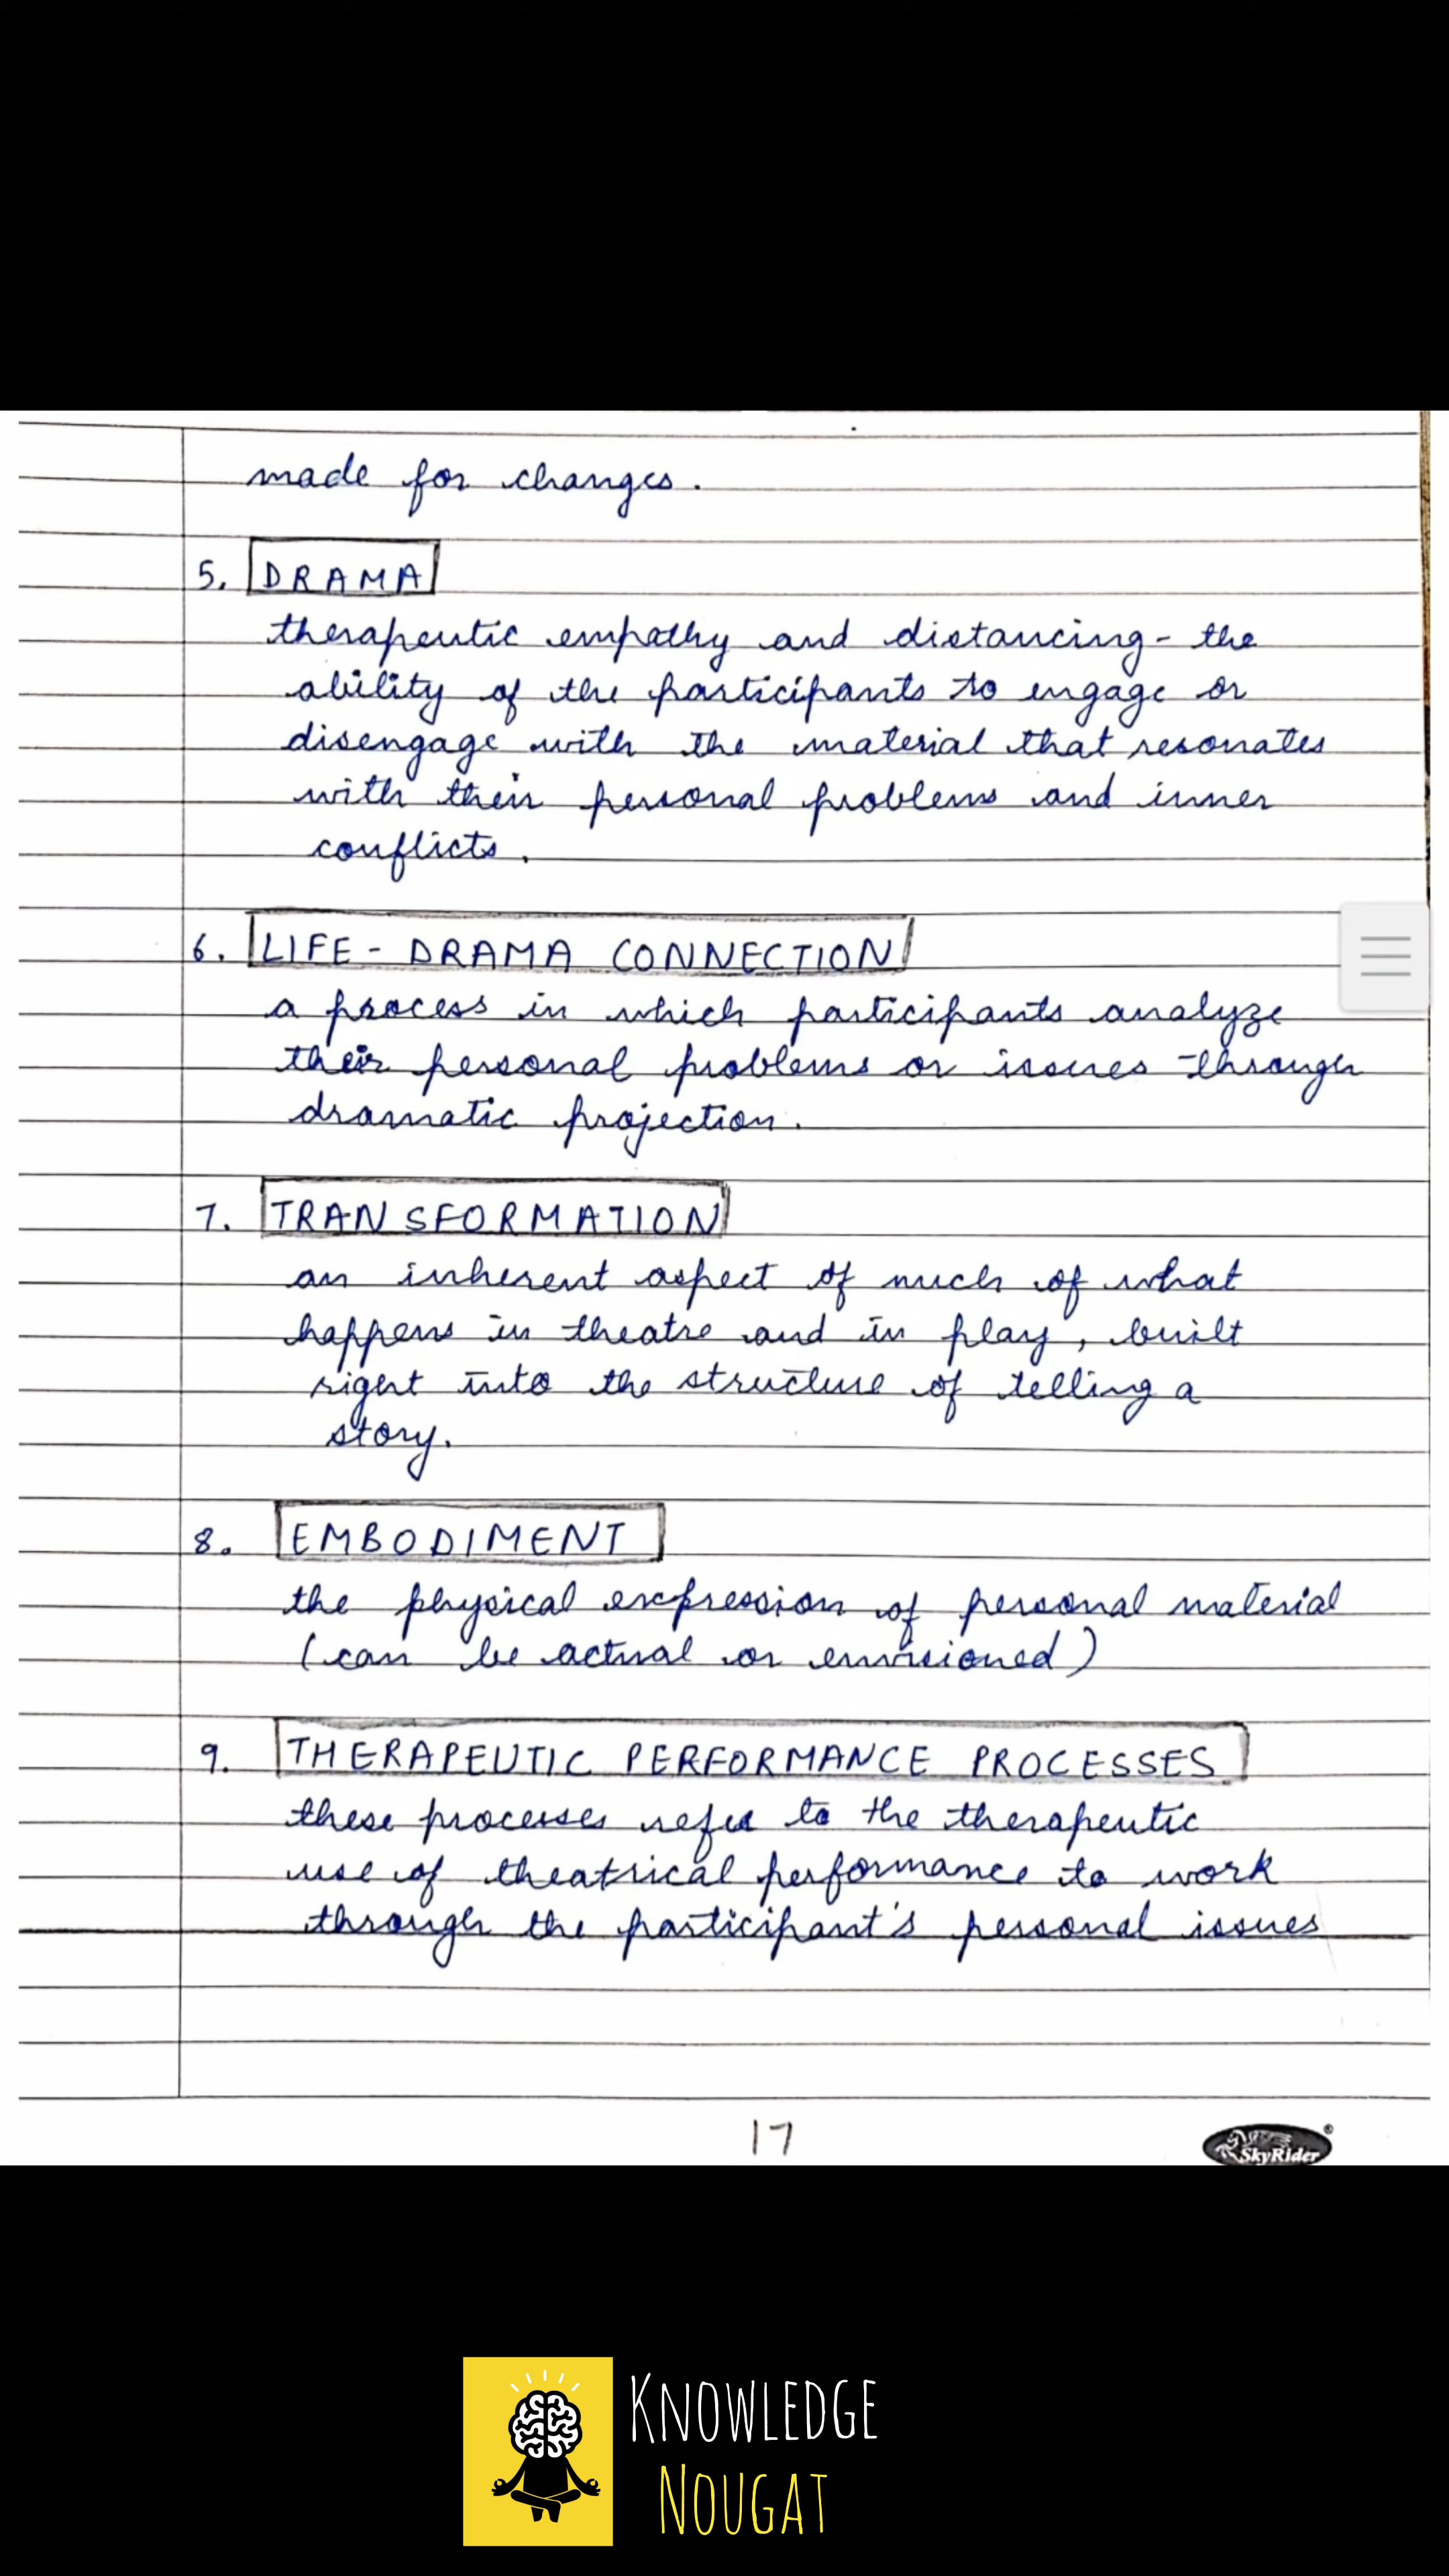 made for changes.
5. DRAMA
therapeutic empathy and distancing - the
ability of the participants to engage or
disengage with the material that resonates
with their personal problems and inner
conflicts.
6. LIFE - DRAMA CONNECTION
a process in which participants analyze
their personal problems or issues through
dramatic projection.
7. TRANSFORMATION
an inherent aspect of much of what
happens in theatre and in play, built
right into the structure of telling a
story.
8. EMBODIMENT
the physical expression of personal material
(can be actual or envisioned)
9. THERAPEUTIC PERFORMANCE PROCESSES
these processes refer to the therapeutic
use of theatrical performance to work
through the participant's personal issues
17
SkyRider®
KNOWLEDGE
NOUGAT